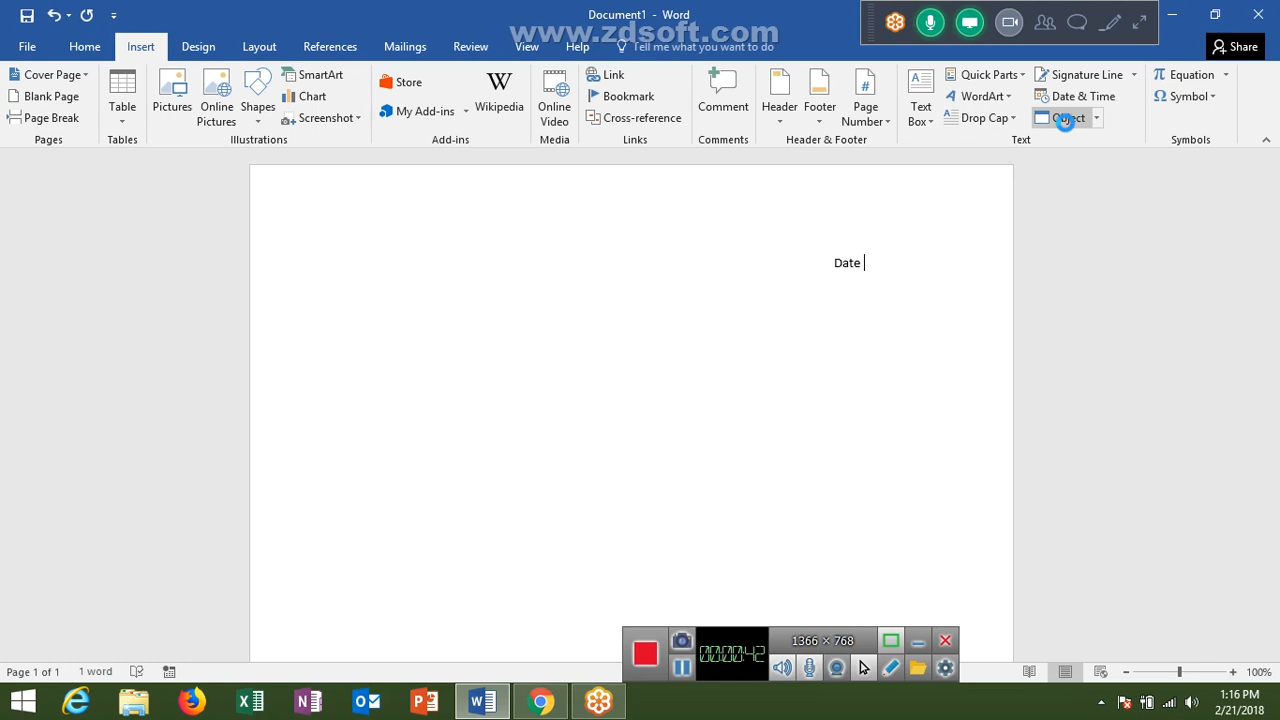 Document1 - Word
www.zdsoft.com
File Home Insert Design Layout References Mailings Review View Help Tell me what you want to do Share
Cover Page
Blank Page
Page Break
Pages
Table
Tables
Pictures
Online Pictures
Shapes
SmartArt
Chart
Screenshot
Illustrations
Store
My Add-ins
Wikipedia
Add-ins
Online Video
Media
Link
Bookmark
Cross-reference
Links
Comment
Comments
Header
Footer
Page Number
#
Header & Footer
Text Box
Quick Parts
WordArt
Drop Cap
Signature Line
Date & Time
Object
Text
Equation
Symbol
Symbols
Date
1366 × 768
00:00:42
Page 1 of 1 1 word
100%
1:16 PM
2/21/2018